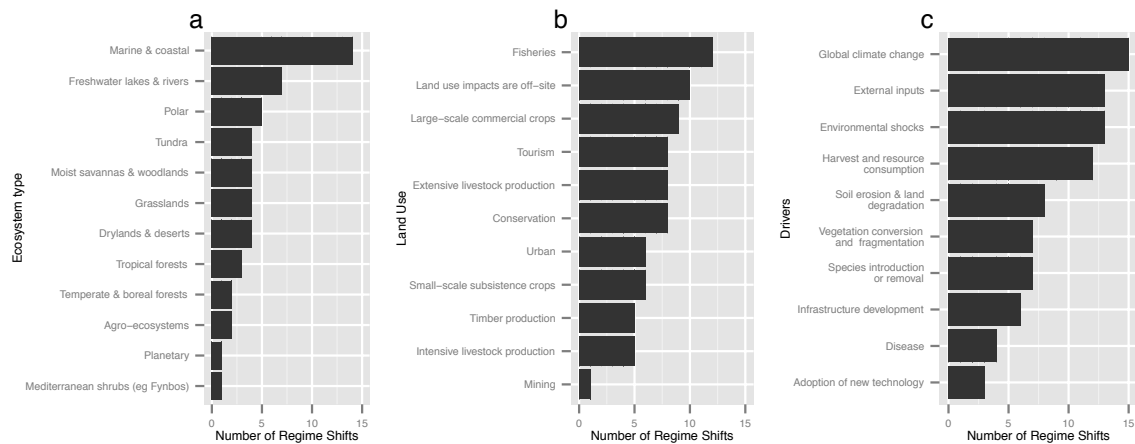 a
Ecosystem type
Marine & coastal
Freshwater lakes & rivers
Polar
Tundra
Moist savannas & woodlands
Grasslands
Drylands & deserts
Tropical forests
Temperate & boreal forests
Agro−ecosystems
Planetary
Mediterranean shrubs (eg Fynbos)
0 5 10 15
Number of Regime Shifts
b
Land Use
Fisheries
Land use impacts are off−site
Large−scale commercial crops
Tourism
Extensive livestock production
Conservation
Urban
Small−scale subsistence crops
Timber production
Intensive livestock production
Mining
0 5 10 15
Number of Regime Shifts
c
Drivers
Global climate change
External inputs
Environmental shocks
Harvest and resource
consumption
Soil erosion & land
degradation
Vegetation conversion
and fragmentation
Species introduction
or removal
Infrastructure development
Disease
Adoption of new technology
0 5 10 15
Number of Regime Shifts